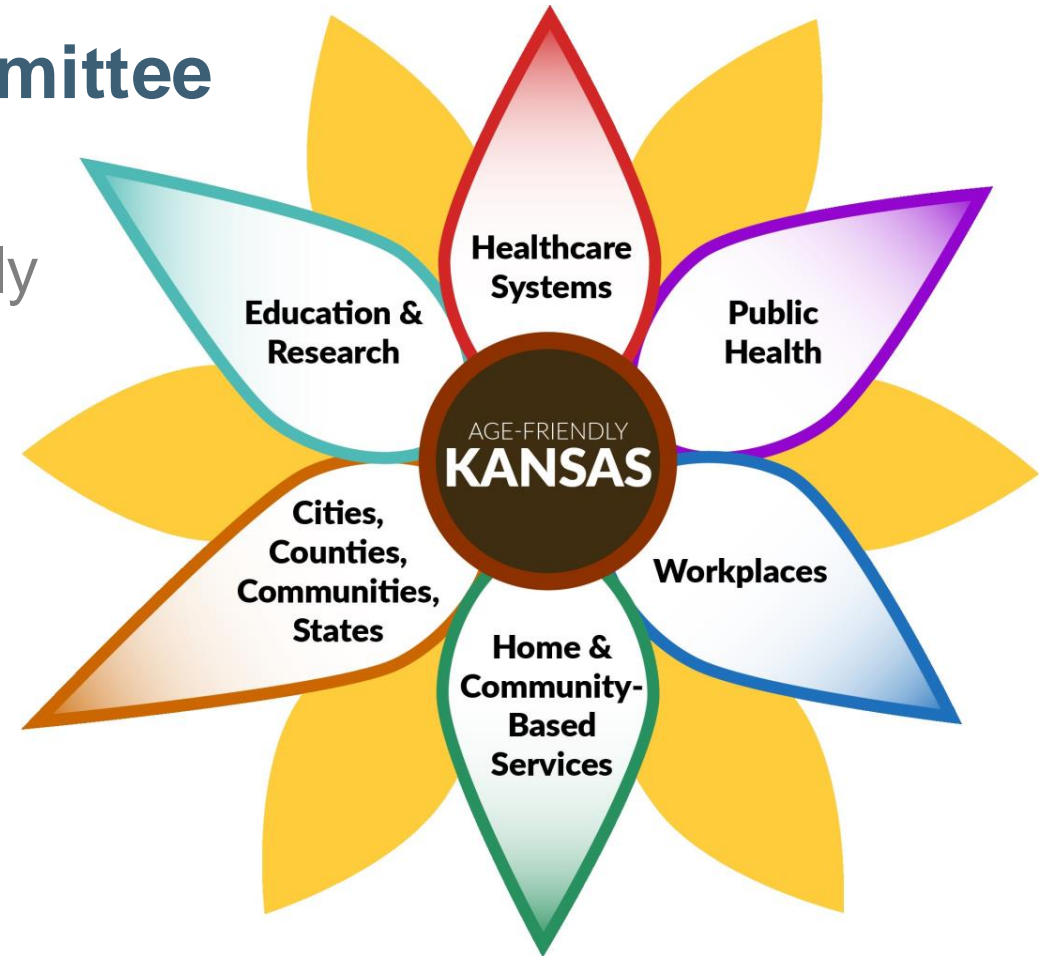 mmittee
ly
Healthcare
Systems
Education &
Research
Public
Health
AGE-FRIENDLY
KANSAS
Cities,
Counties,
Communities,
States
Workplaces
Home &
Community-
Based
Services